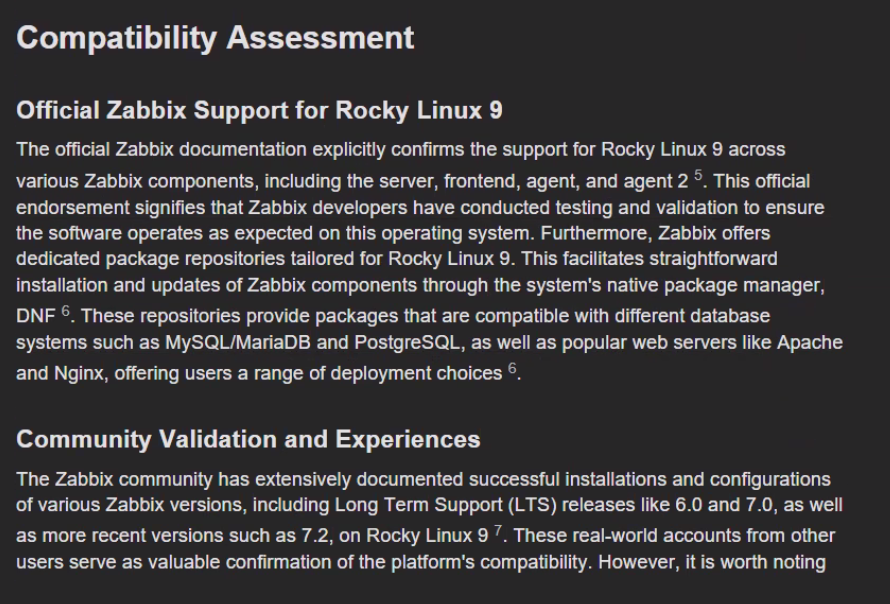 Compatibility Assessment
Official Zabbix Support for Rocky Linux 9
The official Zabbix documentation explicitly confirms the support for Rocky Linux 9 across
various Zabbix components, including the server, frontend, agent, and agent 2 5. This official
endorsement signifies that Zabbix developers have conducted testing and validation to ensure
the software operates as expected on this operating system. Furthermore, Zabbix offers
dedicated package repositories tailored for Rocky Linux 9. This facilitates straightforward
installation and updates of Zabbix components through the system's native package manager,
DNF 6. These repositories provide packages that are compatible with different database
systems such as MySQL/MariaDB and PostgreSQL, as well as popular web servers like Apache
and Nginx, offering users a range of deployment choices 6.
Community Validation and Experiences
The Zabbix community has extensively documented successful installations and configurations
of various Zabbix versions, including Long Term Support (LTS) releases like 6.0 and 7.0, as well
as more recent versions such as 7.2, on Rocky Linux 9 7. These real-world accounts from other
users serve as valuable confirmation of the platform's compatibility. However, it is worth noting